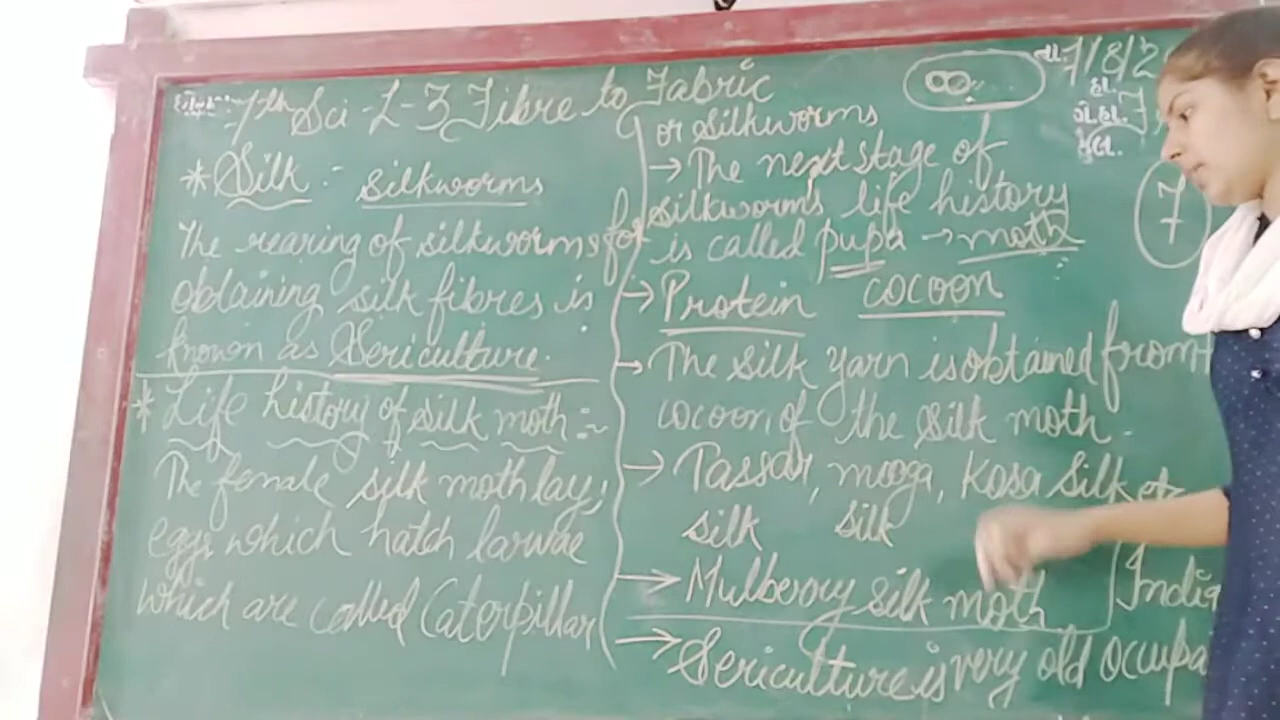 7th Sci - L-3 Fibre to Fabric
* Silk :- silkworms
The rearing of silkworms for
obtaining silk fibres is
known as Sericulture.
* Life history of silk moth :-
The female silk moth lay,
eggs which hatch larvae
which are called Caterpillar
or silkworms
→ The next stage of
silkworms life history
is called pupa → moth
→ Protein cocoon
→ The silk yarn is obtained from
cocoon of the silk moth.
→ Tassar, mooga, Kosa Silk etc
silk silk
→ Mulberry silk moth
India
→ Sericulture is very old occupa
તા. 7/8/2
7